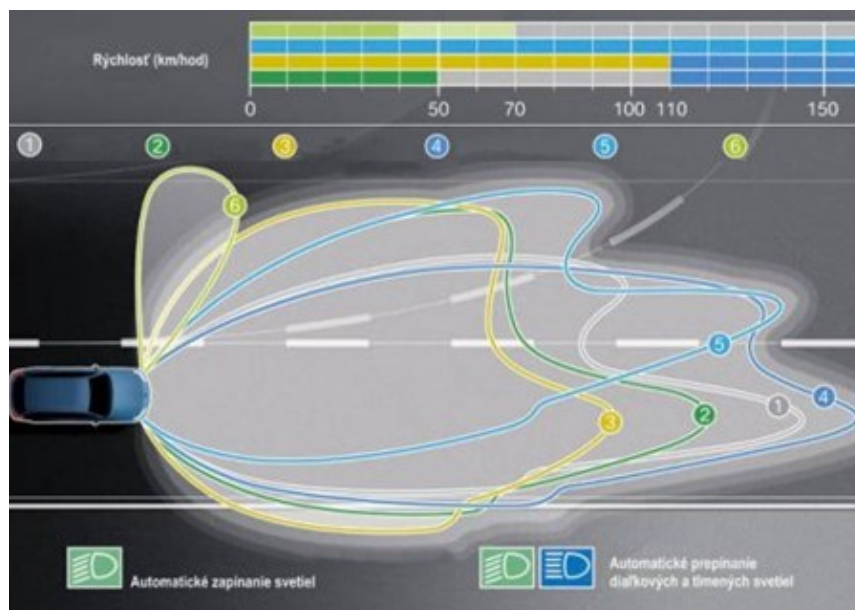 Rýchlosť (km/hod)
0 50 70 100 110 150
1 2 3 4 5 6
6
5
4
1
2
3
Automatické zapínanie svetiel
Automatické prepínanie
diaľkových a tlmených svetiel